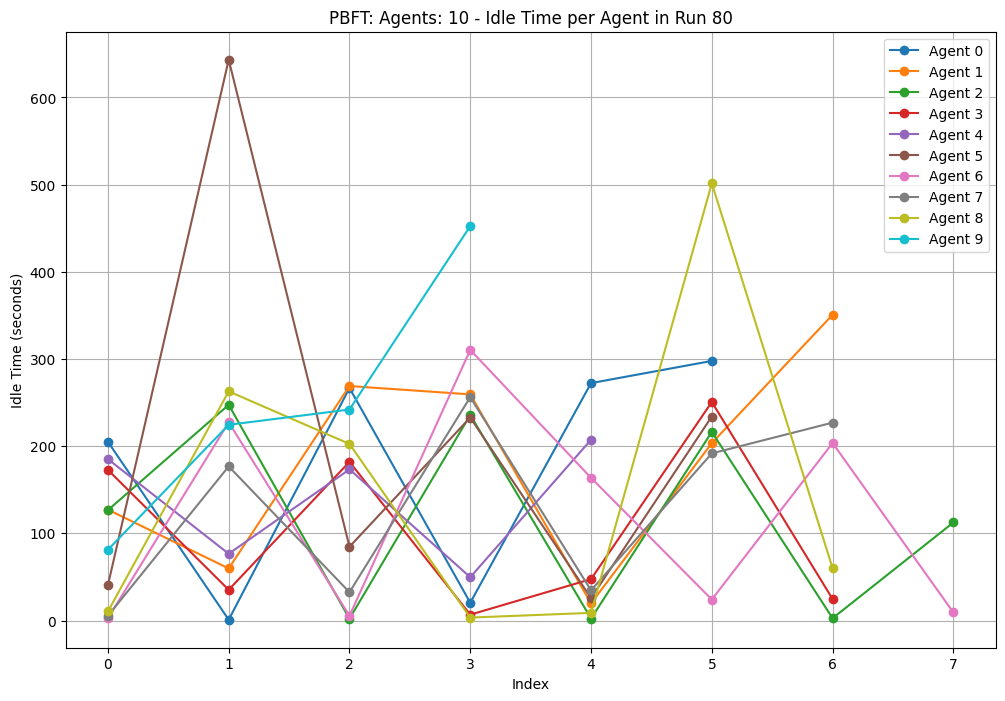 PBFT: Agents: 10 - Idle Time per Agent in Run 80
Agent 0
Agent 1
Agent 2
Agent 3
Agent 4
Agent 5
Agent 6
Agent 7
Agent 8
Agent 9
Idle Time (seconds)
600
500
400
300
200
100
0
0 1 2 3 4 5 6 7
Index